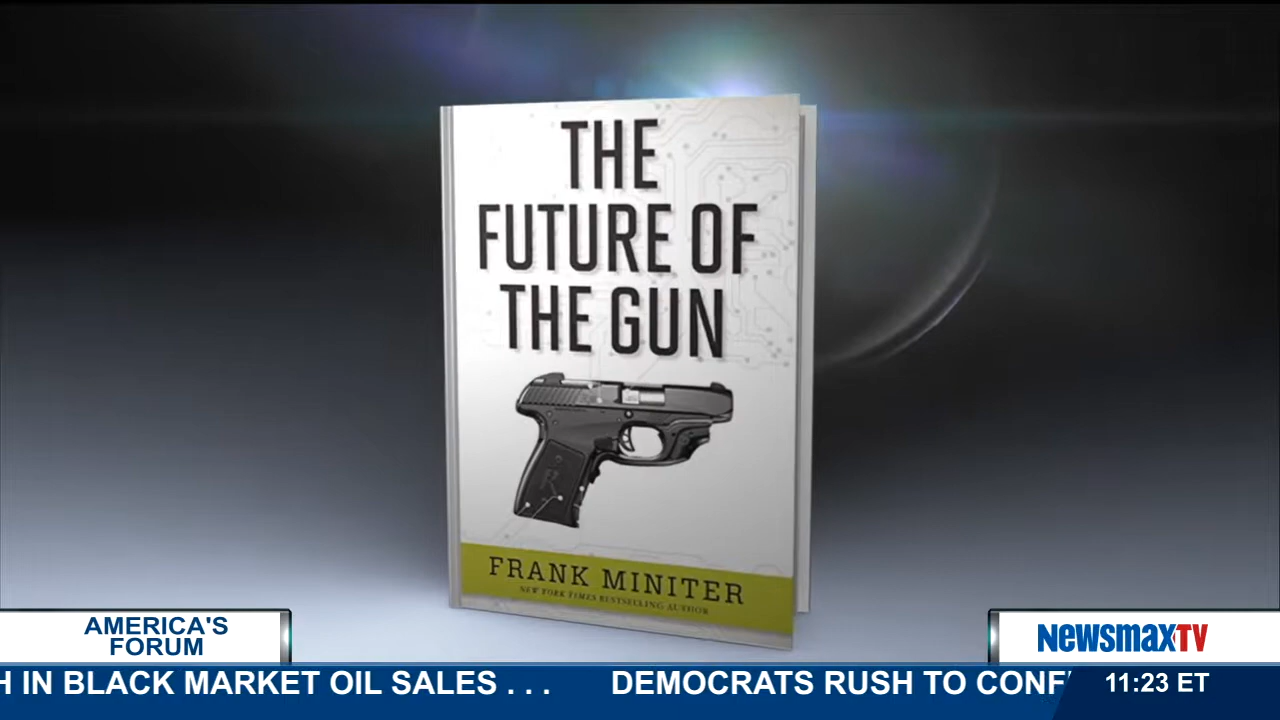 THE
FUTURE OF
THE GUN
FRANK MINITER
NEW YORK TIMES BESTSELLING AUTHOR
AMERICA'S
FORUM
NEWSMAXTV
H IN BLACK MARKET OIL SALES . . . DEMOCRATS RUSH TO CONF
11:23 ET